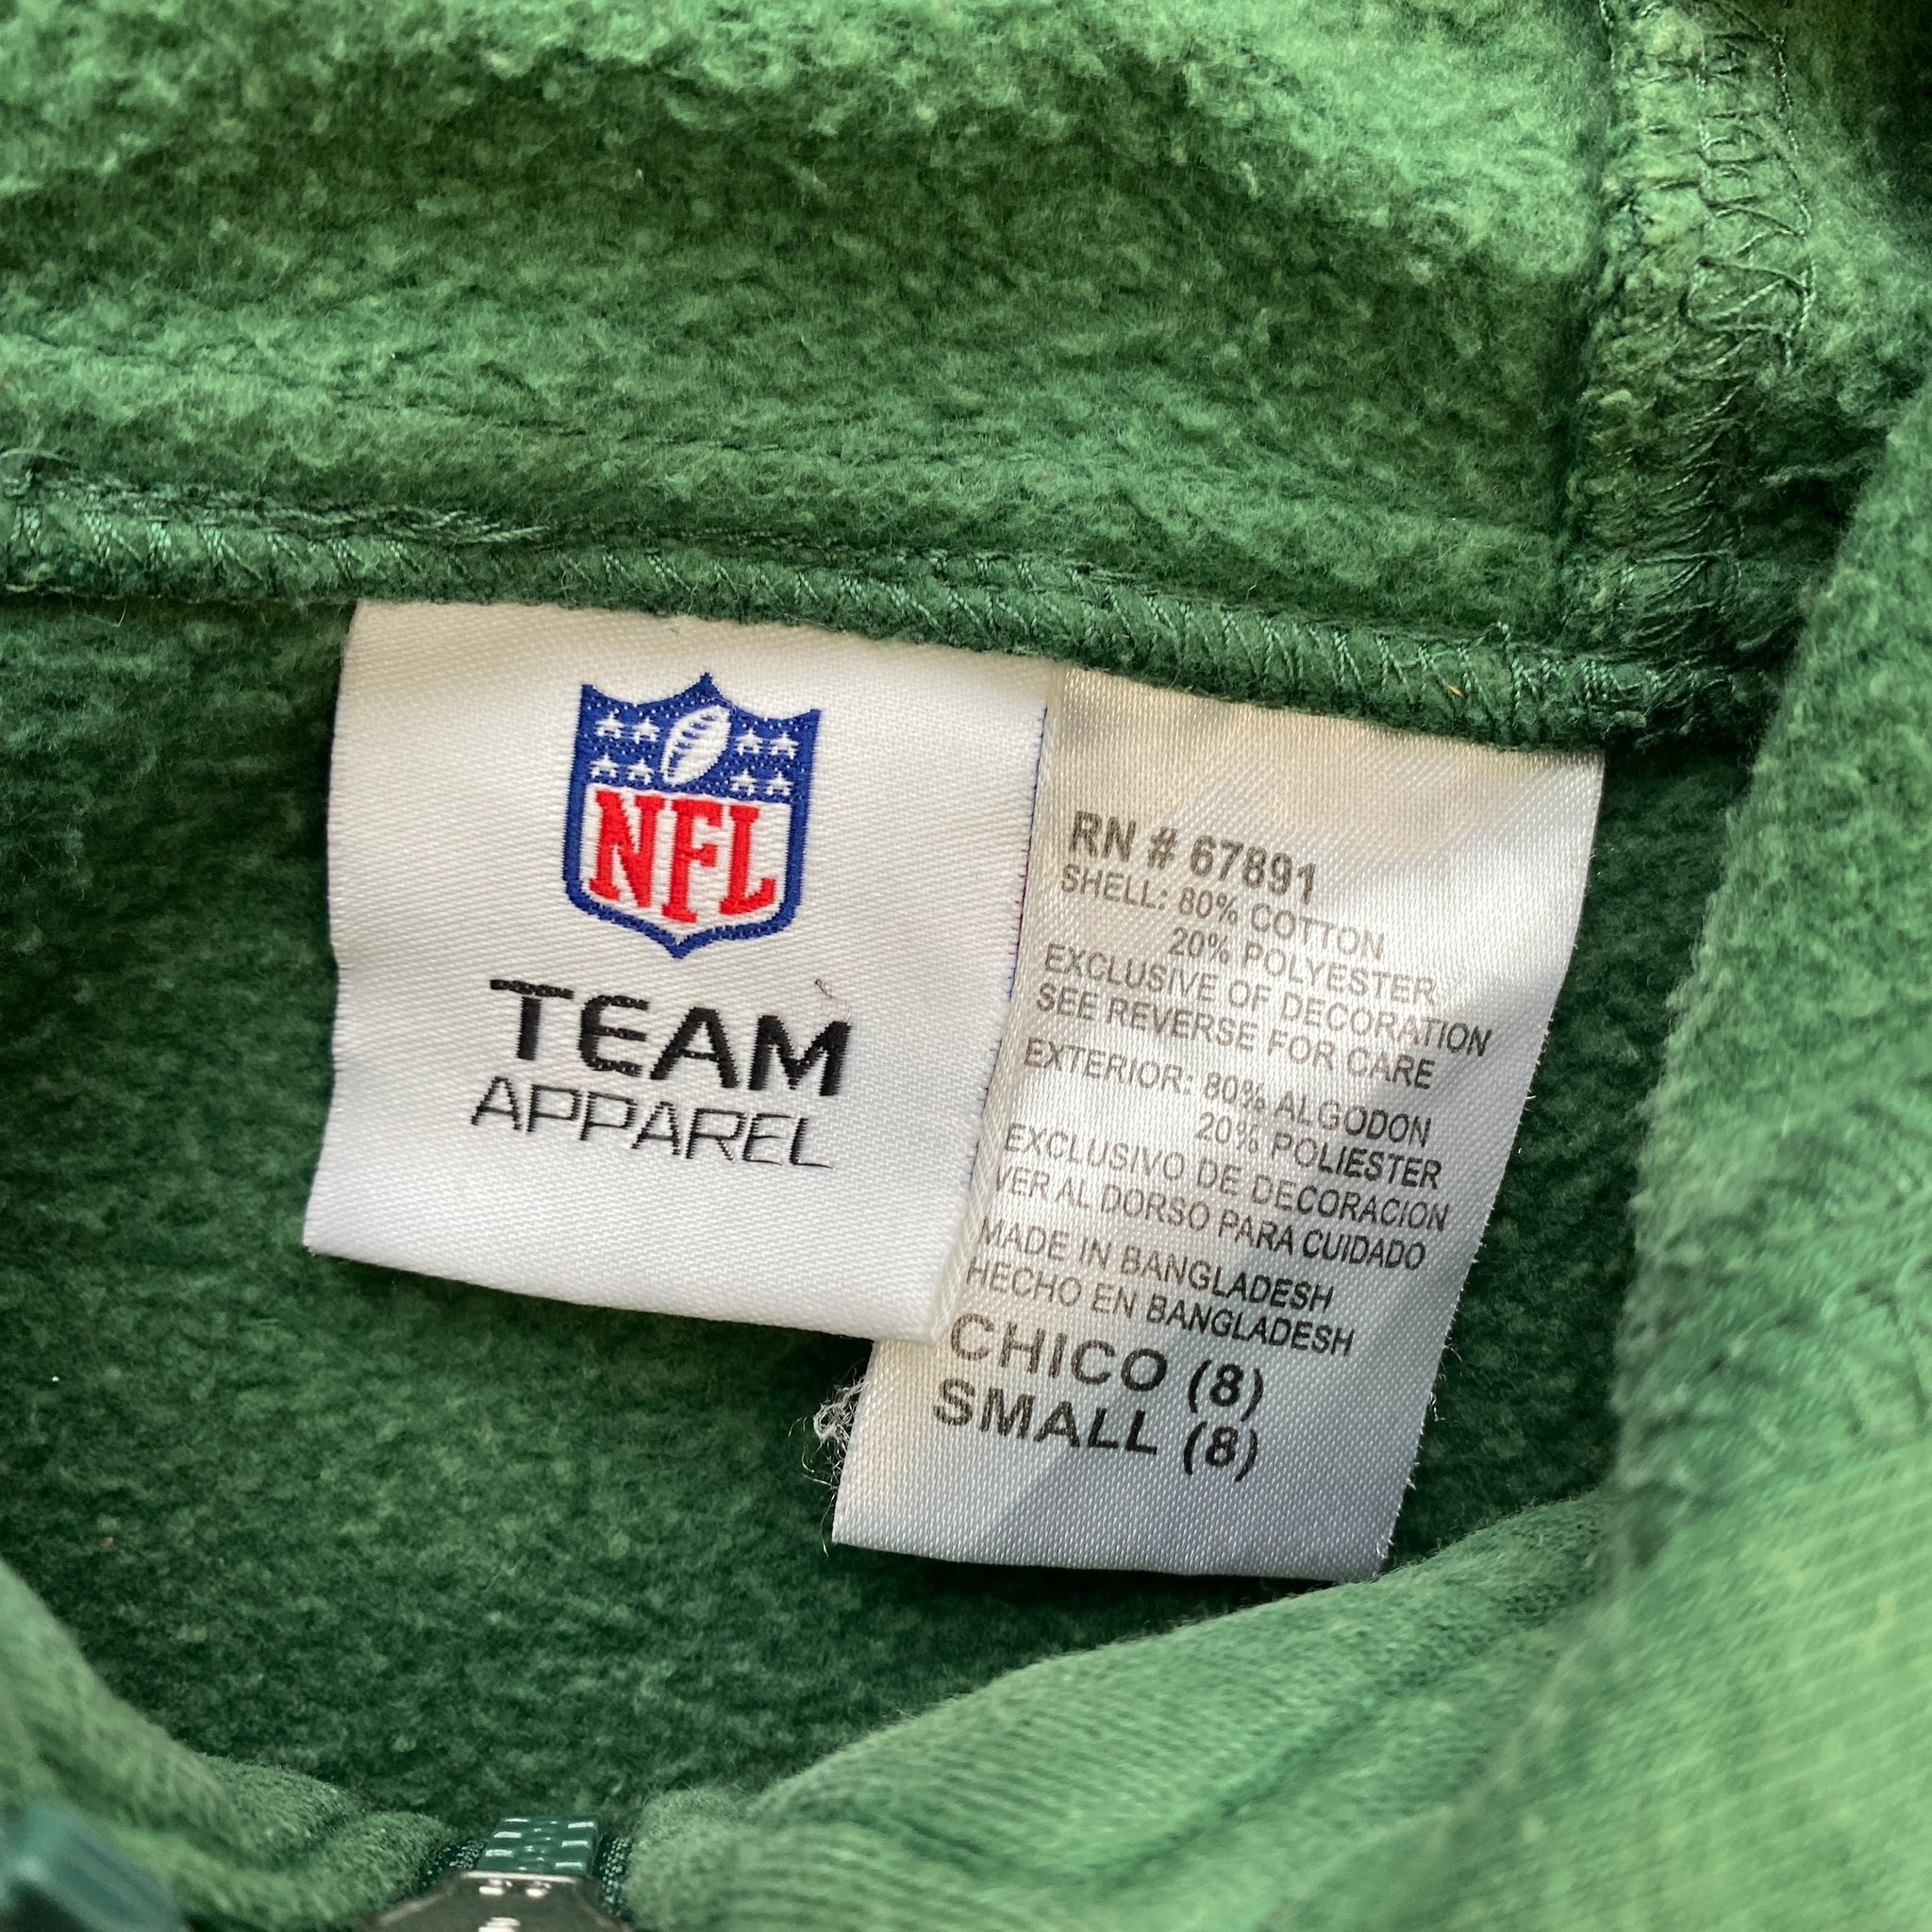 NFL
TEAM
APPAREL
RN # 67891
SHELL: 80% COTTON
20% POLYESTER
EXCLUSIVE OF DECORATION
SEE REVERSE FOR CARE
EXTERIOR: 80% ALGODON
20% POLIESTER
EXCLUSIVO DE DECORACION
VER AL DORSO PARA CUIDADO
MADE IN BANGLADESH
HECHO EN BANGLADESH
CHICO (8)
SMALL (8)